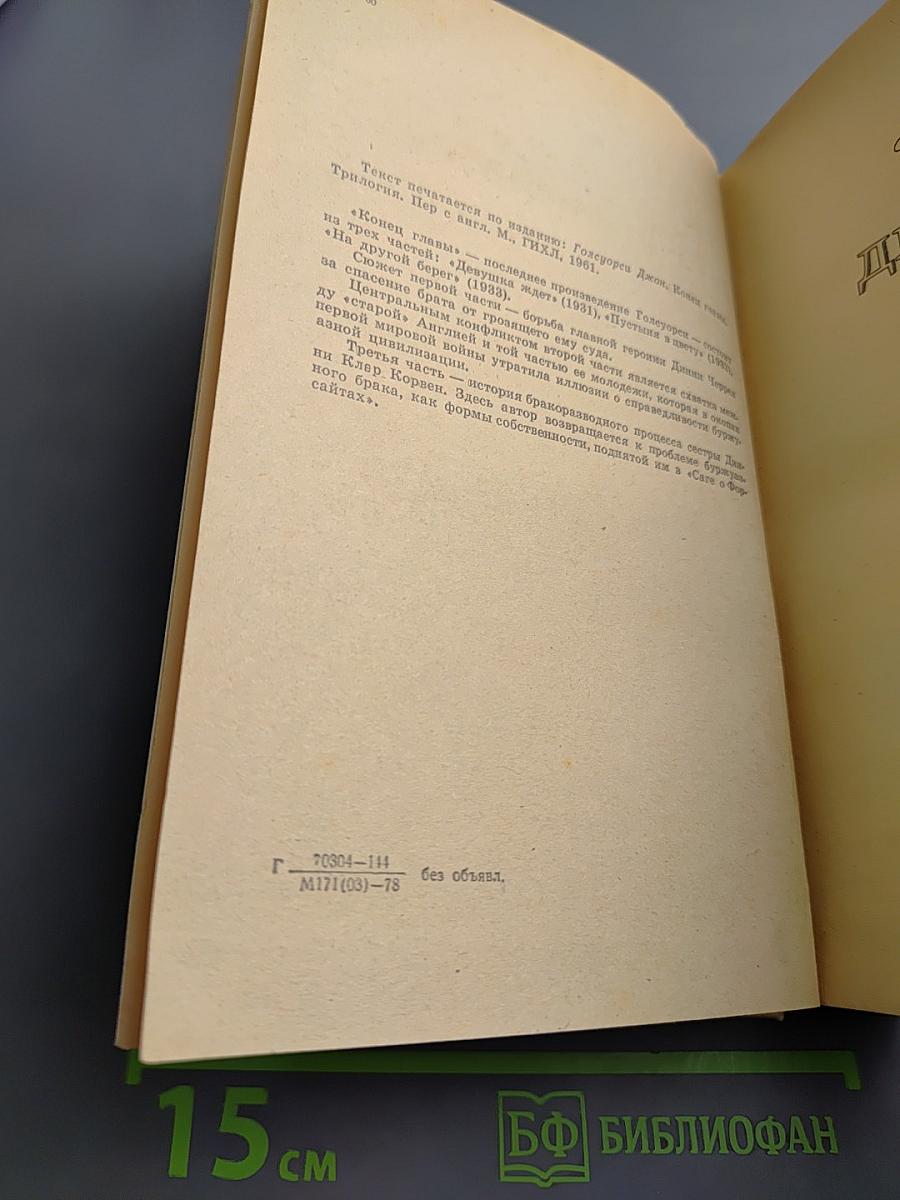 60
Текст печатается по изданию: Голсуорси Джон. Конец главы.
Трилогия. Пер с англ. М., ГИХЛ, 1961.
«Конец главы» — последнее произведение Голсуорси — состоит
из трех частей: «Девушка ждет» (1931), «Пустыня в цвету» (1932),
«На другой берег» (1933).
Сюжет первой части — борьба главной героини Динни Черрел
за спасение брата от грозящего ему суда.
Центральным конфликтом второй части является схватка меж-
ду «старой» Англией и той частью ее молодежи, которая в окопах
первой мировой войны утратила иллюзии о справедливости буржу-
азной цивилизации.
Третья часть — история бракоразводного процесса сестры Дин-
ни Клер Корвен. Здесь автор возвращается к проблеме буржуаз-
ного брака, как формы собственности, поднятой им в «Саге о Фор-
сайтах».
Г 70304—144
М171(03)—78 без объявл.
15 см
БФ БИБЛИОФАН